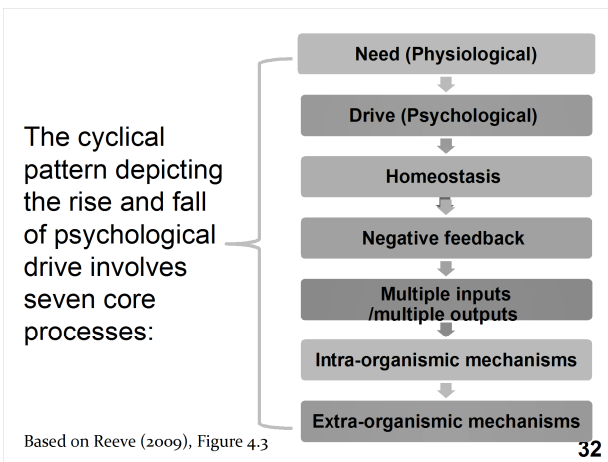 The cyclical
pattern depicting
the rise and fall
of psychological
drive involves
seven core
processes:
Need (Physiological)
Drive (Psychological)
Homeostasis
Negative feedback
Multiple inputs
/multiple outputs
Intra-organismic mechanisms
Extra-organismic mechanisms
Based on Reeve (2009), Figure 4.3
32